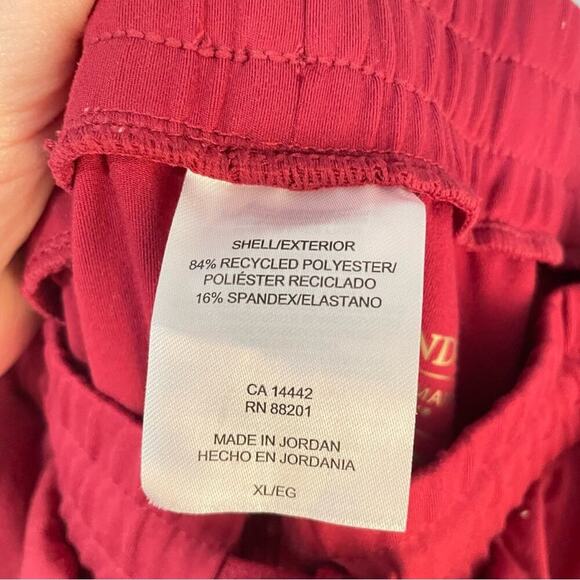 SHELL/EXTERIOR
84% RECYCLED POLYESTER/
POLIÉSTER RECICLADO
16% SPANDEX/ELASTANO
CA 14442
RN 88201
MADE IN JORDAN
HECHO EN JORDANIA
XL/EG